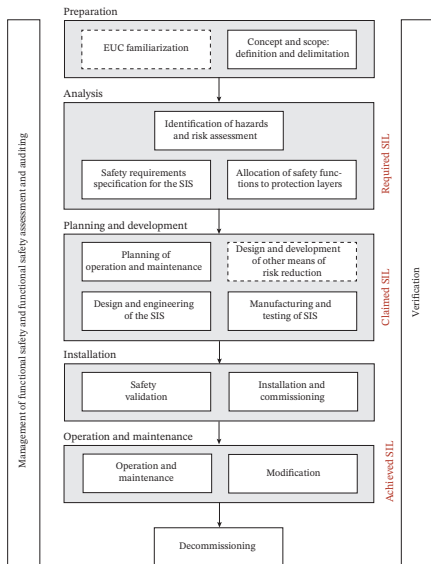 Preparation
EUC familiarization
Concept and scope:
definition and delimitation
Analysis
Identification of hazards
and risk assessment
Safety requirements
specification for the SIS
Allocation of safety func-
tions to protection layers
Required SIL
Planning and development
Planning of
operation and maintenance
Design and development
of other means of
risk reduction
Design and engineering
of the SIS
Manufacturing and
testing of SIS
Claimed SIL
Installation
Safety
validation
Installation and
commissioning
Operation and maintenance
Operation and
maintenance
Modification
Achieved SIL
Decommissioning
Management of functional safety and functional safety assessment and auditing
Verification